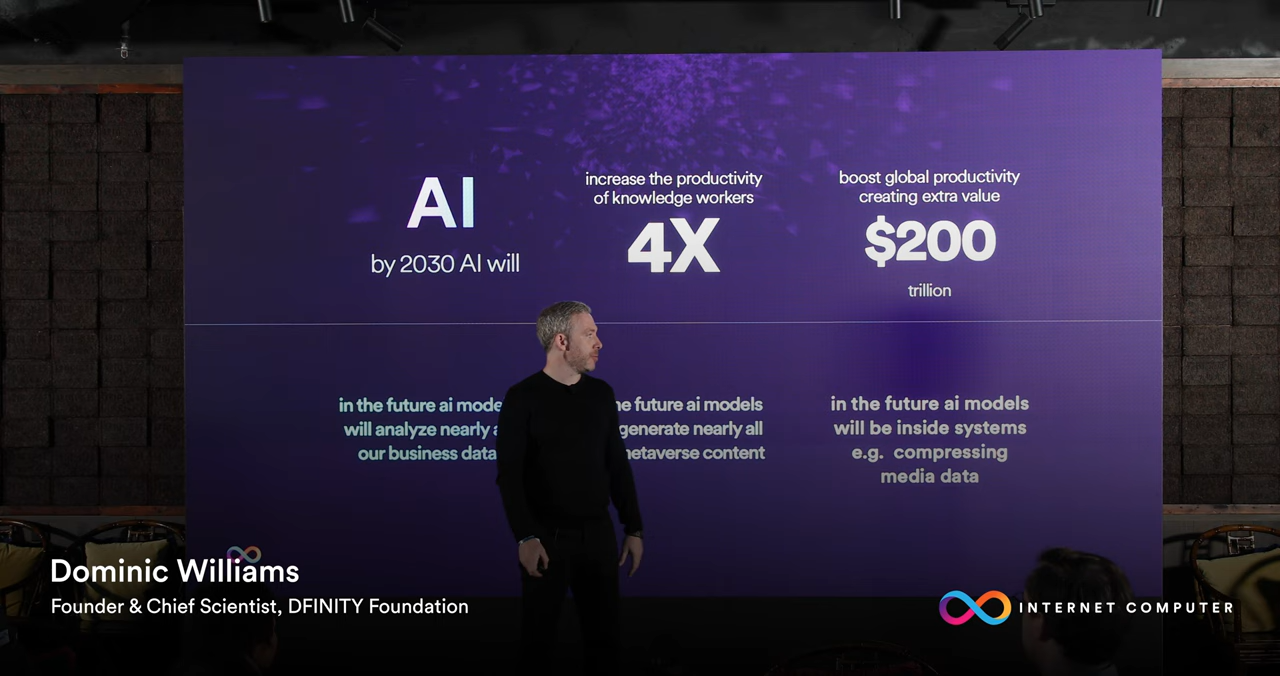 AI
by 2030 AI will
increase the productivity
of knowledge workers
4X
boost global productivity
creating extra value
$200
trillion
in the future ai
will analyze nearly
our business data
future ai models
generate nearly all
content
in the future ai models
will be inside systems
e.g. compressing
media data
Dominic Williams
Founder & Chief Scientist, DFINITY Foundation
INTERNET COMPUTER